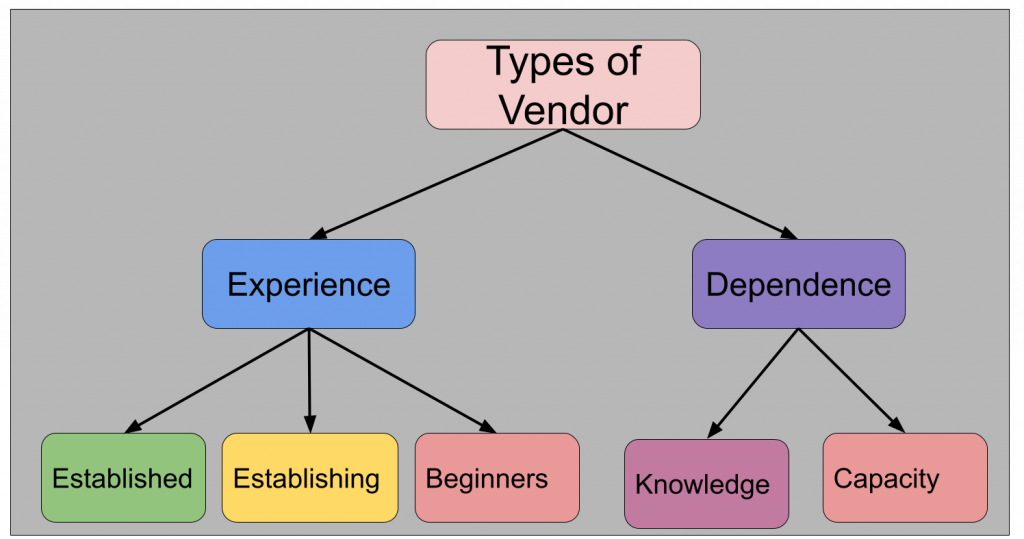 Types of
Vendor
Experience
Dependence
Established
Establishing
Beginners
Knowledge
Capacity